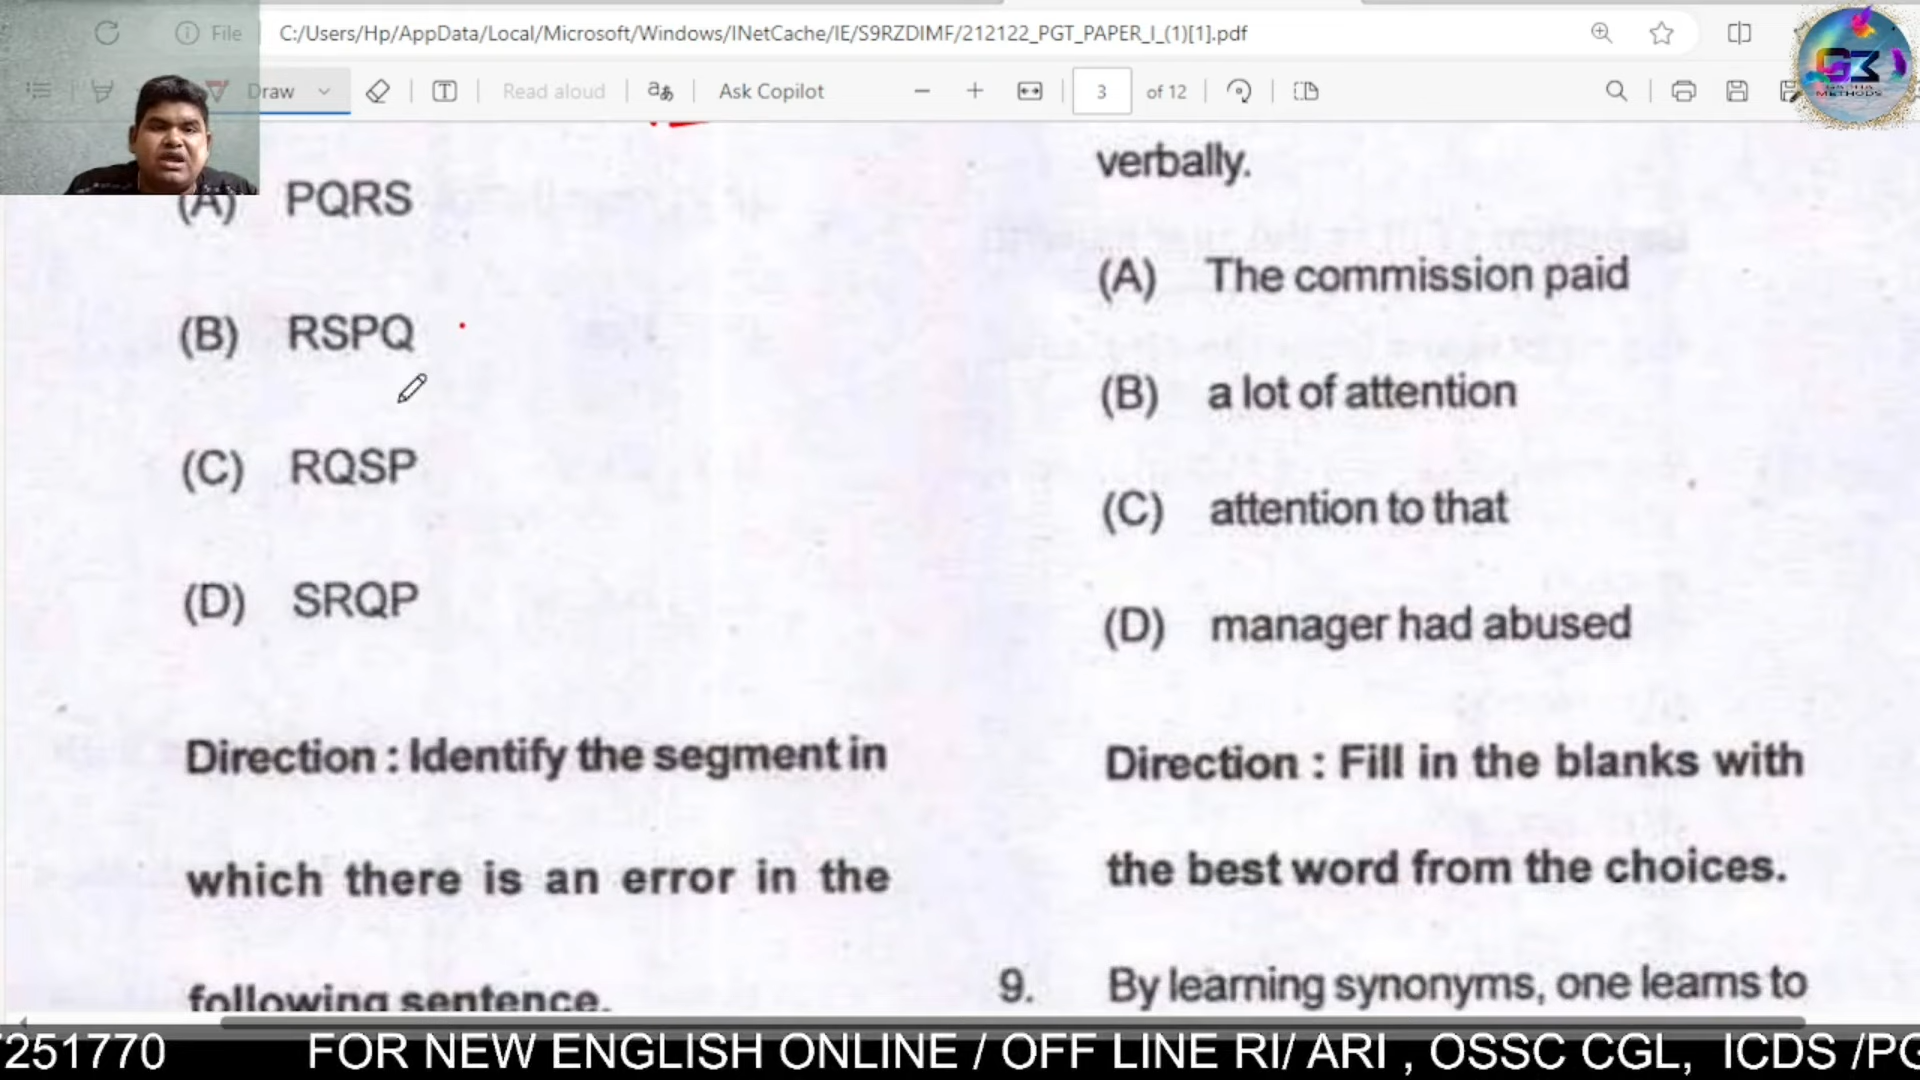 File
C:/Users/Hp/AppData/Local/Microsoft/Windows/INetCache/IE/S9RZDIMF/212122_PGT_PAPER_I_(1)[1].pdf
Draw
Read aloud
Ask Copilot
3 of 12
G3
METHODS
(A) PQRS
(B) RSPQ
(C) RQSP
(D) SRQP
Direction : Identify the segment in
which there is an error in the
following sentence.
verbally.
(A) The commission paid
(B) a lot of attention
(C) attention to that
(D) manager had abused
Direction : Fill in the blanks with
the best word from the choices.
9. By learning synonyms, one learns to
251770 FOR NEW ENGLISH ONLINE / OFF LINE RI/ ARI , OSSC CGL, ICDS /PG